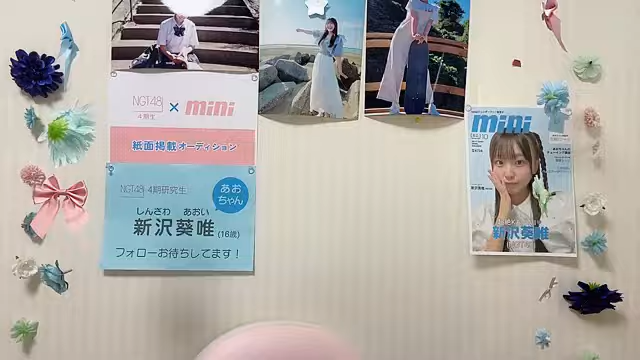 NGT48
4期生
×
mini
紙面掲載オーディション
NGT48 4期研究生
あお
ちゃん
しんざわ あおい
新沢葵唯 (16歳)
フォローお待ちしてます!
mini
10
新沢葵唯